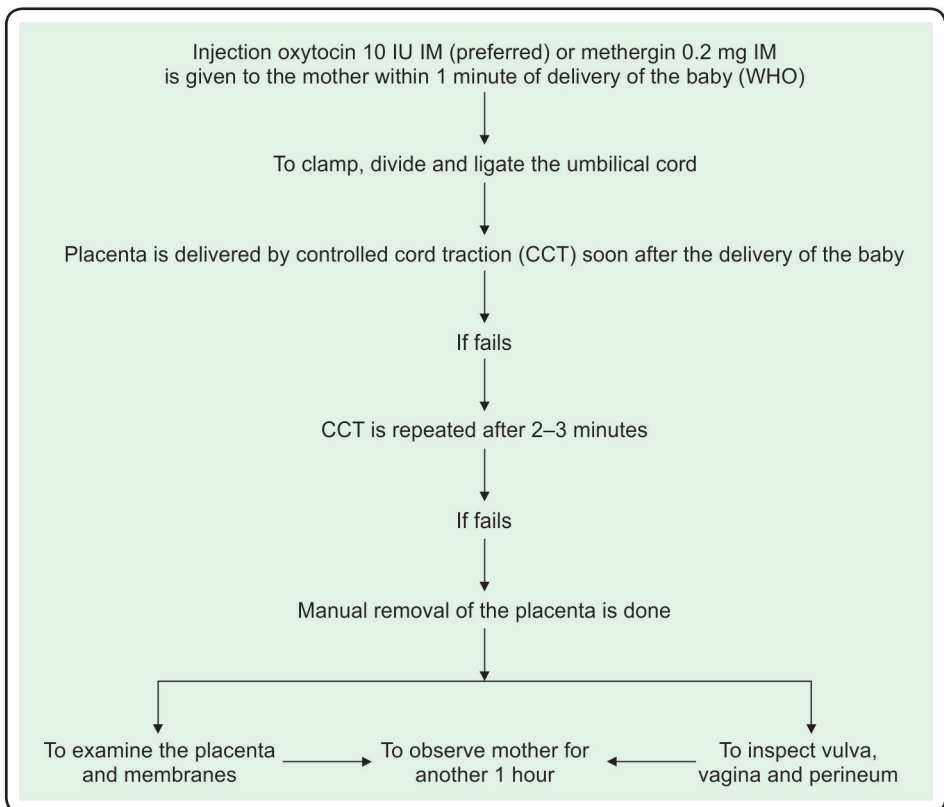 Injection oxytocin 10 IU IM (preferred) or methergin 0.2 mg IM
is given to the mother within 1 minute of delivery of the baby (WHO)
To clamp, divide and ligate the umbilical cord
Placenta is delivered by controlled cord traction (CCT) soon after the delivery of the baby
If fails
CCT is repeated after 2–3 minutes
If fails
Manual removal of the placenta is done
To examine the placenta
and membranes
To observe mother for
another 1 hour
To inspect vulva,
vagina and perineum